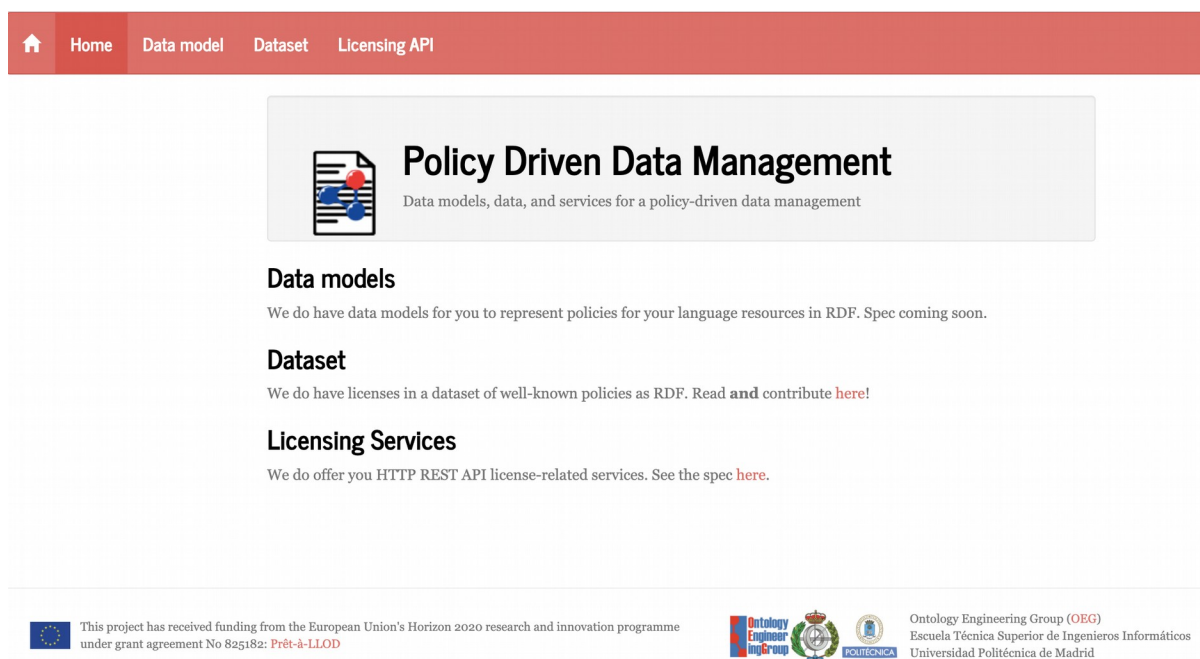 Home Data model Dataset Licensing API
Policy Driven Data Management
Data models, data, and services for a policy-driven data management
Data models
We do have data models for you to represent policies for your language resources in RDF. Spec coming soon.
Dataset
We do have licenses in a dataset of well-known policies as RDF. Read and contribute here!
Licensing Services
We do offer you HTTP REST API license-related services. See the spec here.
This project has received funding from the European Union's Horizon 2020 research and innovation programme
under grant agreement No 825182: Prêt-à-LLOD
Ontology
Engineer
ingGroup
POLITÉCNICA
Ontology Engineering Group (OEG)
Escuela Técnica Superior de Ingenieros Informáticos
Universidad Politécnica de Madrid